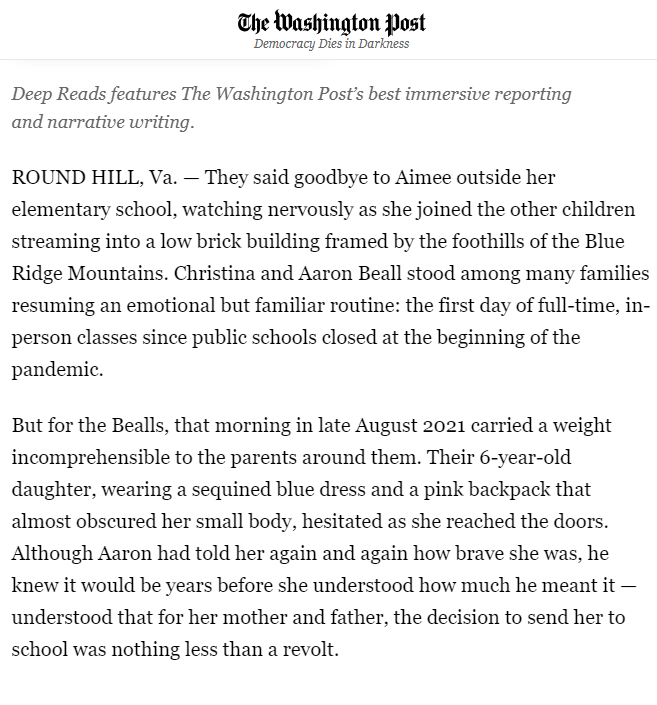 The Washington Post
Democracy Dies in Darkness
Deep Reads features The Washington Post’s best immersive reporting
and narrative writing.
ROUND HILL, Va. — They said goodbye to Aimee outside her
elementary school, watching nervously as she joined the other children
streaming into a low brick building framed by the foothills of the Blue
Ridge Mountains. Christina and Aaron Beall stood among many families
resuming an emotional but familiar routine: the first day of full-time, in-
person classes since public schools closed at the beginning of the
pandemic.
But for the Bealls, that morning in late August 2021 carried a weight
incomprehensible to the parents around them. Their 6-year-old
daughter, wearing a sequined blue dress and a pink backpack that
almost obscured her small body, hesitated as she reached the doors.
Although Aaron had told her again and again how brave she was, he
knew it would be years before she understood how much he meant it —
understood that for her mother and father, the decision to send her to
school was nothing less than a revolt.